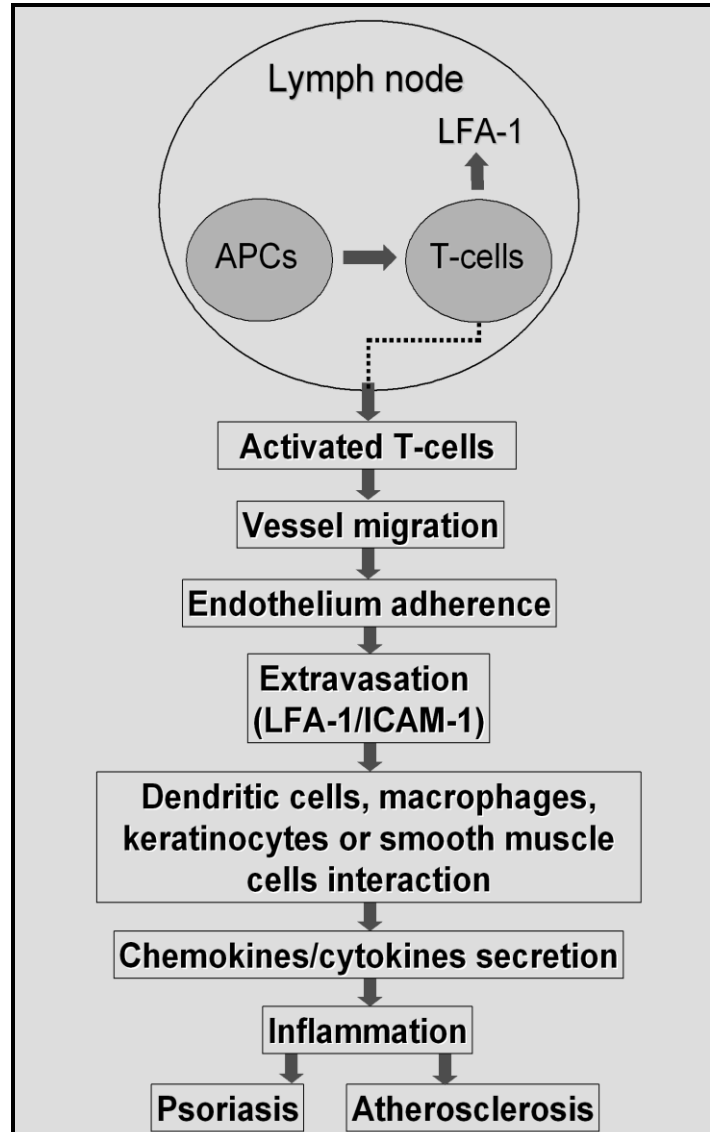 Lymph node
LFA-1
APCs
T-cells
Activated T-cells
Vessel migration
Endothelium adherence
Extravasation
(LFA-1/ICAM-1)
Dendritic cells, macrophages,
keratinocytes or smooth muscle
cells interaction
Chemokines/cytokines secretion
Inflammation
Psoriasis
Atherosclerosis